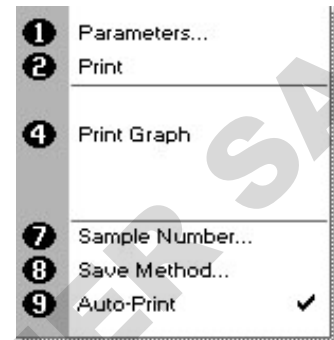 1 Parameters...
2 Print
4 Print Graph
7 Sample Number...
8 Save Method...
9 Auto-Print ✓